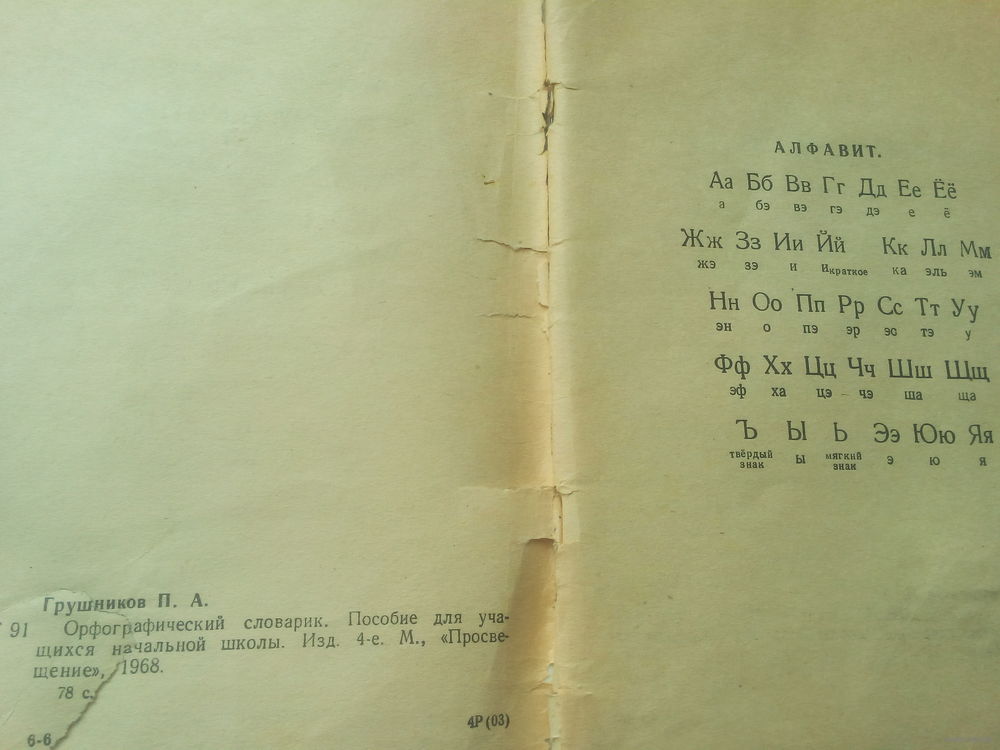 Грушников П. А.
91 Орфографический словарик. Пособие для уча-
щихся начальной школы. Изд. 4-е. М., «Просве-
щение», 1968.
78 с.
4Р(03)
6-6
АЛФАВИТ.
Аа Бб Вв Гг Дд Ее Ёё
а бэ вэ гэ дэ е ё
Жж Зз Ии Йй Кк Лл Мм
жэ зэ и и краткое ка эль эм
Нн Оо Пп Рр Сс Тт Уу
эн о пэ эр эс тэ у
Фф Хх Цц Чч Шш Щщ
эф ха цэ чэ ша ща
Ъ Ы Ь Ээ Юю Яя
твёрдый знак ы мягкий знак э ю я